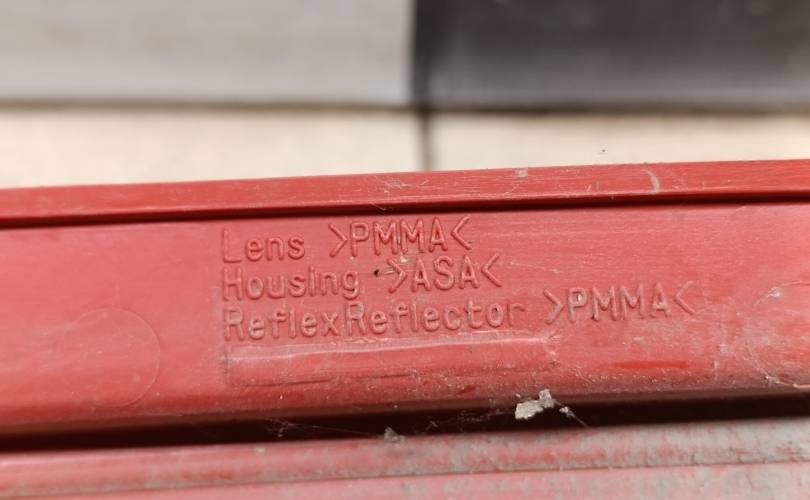 Lens >PMMA<
Housing >ASA<
ReflexReflector >PMMA<